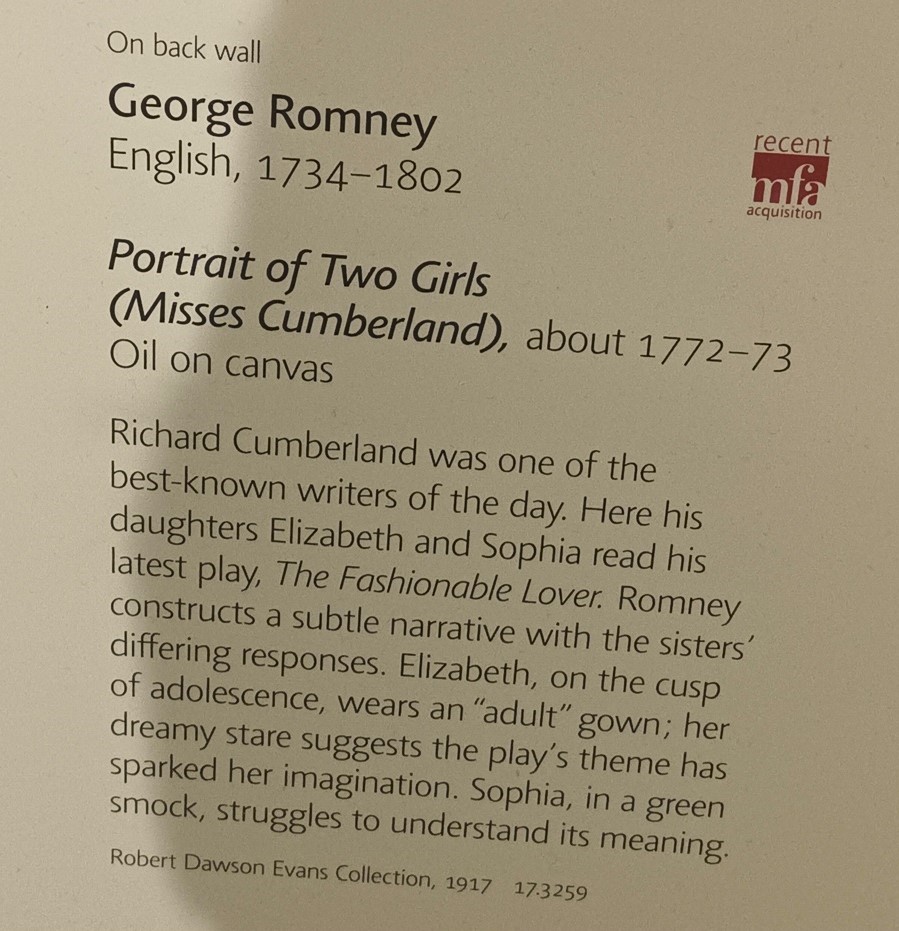 On back wall
George Romney
English, 1734–1802
recent
mfa
acquisition
Portrait of Two Girls
(Misses Cumberland), about 1772–73
Oil on canvas
Richard Cumberland was one of the
best-known writers of the day. Here his
daughters Elizabeth and Sophia read his
latest play, The Fashionable Lover. Romney
constructs a subtle narrative with the sisters’
differing responses. Elizabeth, on the cusp
of adolescence, wears an “adult” gown; her
dreamy stare suggests the play’s theme has
sparked her imagination. Sophia, in a green
smock, struggles to understand its meaning.
Robert Dawson Evans Collection, 1917 17.3259